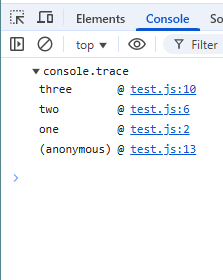 Elements Console
top Filter
console.trace
three @ test.js:10
two @ test.js:6
one @ test.js:2
(anonymous) @ test.js:13